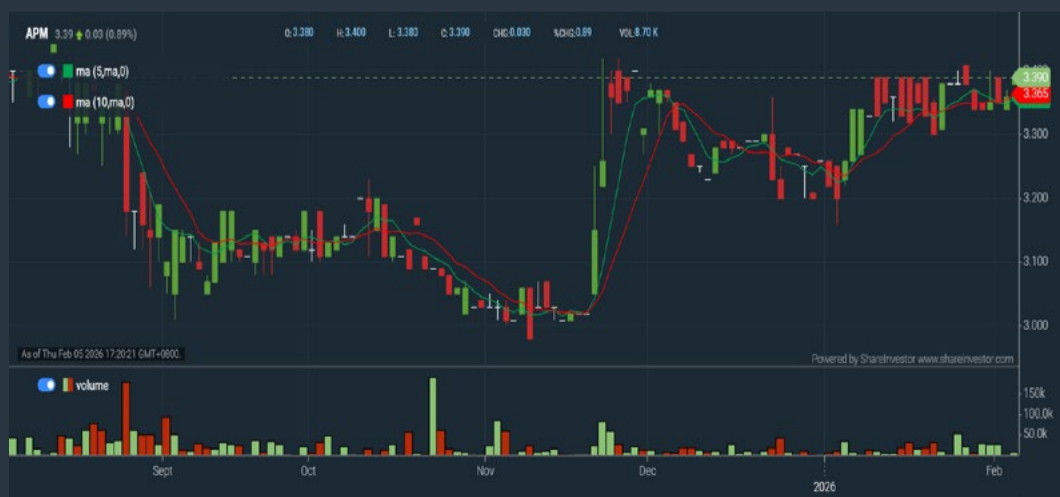 APM 3.39 0.03 (0.89%)
O:3.380 H:3.400 L: 3.380 C:3.390 CHG:0.030 %CHG:0.89 VOL:8.70 K
ma (5,ma,0)
ma (10,ma,0)
3.390
3.365
3.300
3.200
3.100
3.000
As of Thu Feb 05 2026 17:20:21 GMT+0800.
Powered by ShareInvestor www.shareinvestor.com
volume
150k
100.0k
50.0k
Sept Oct Nov Dec Feb
2026